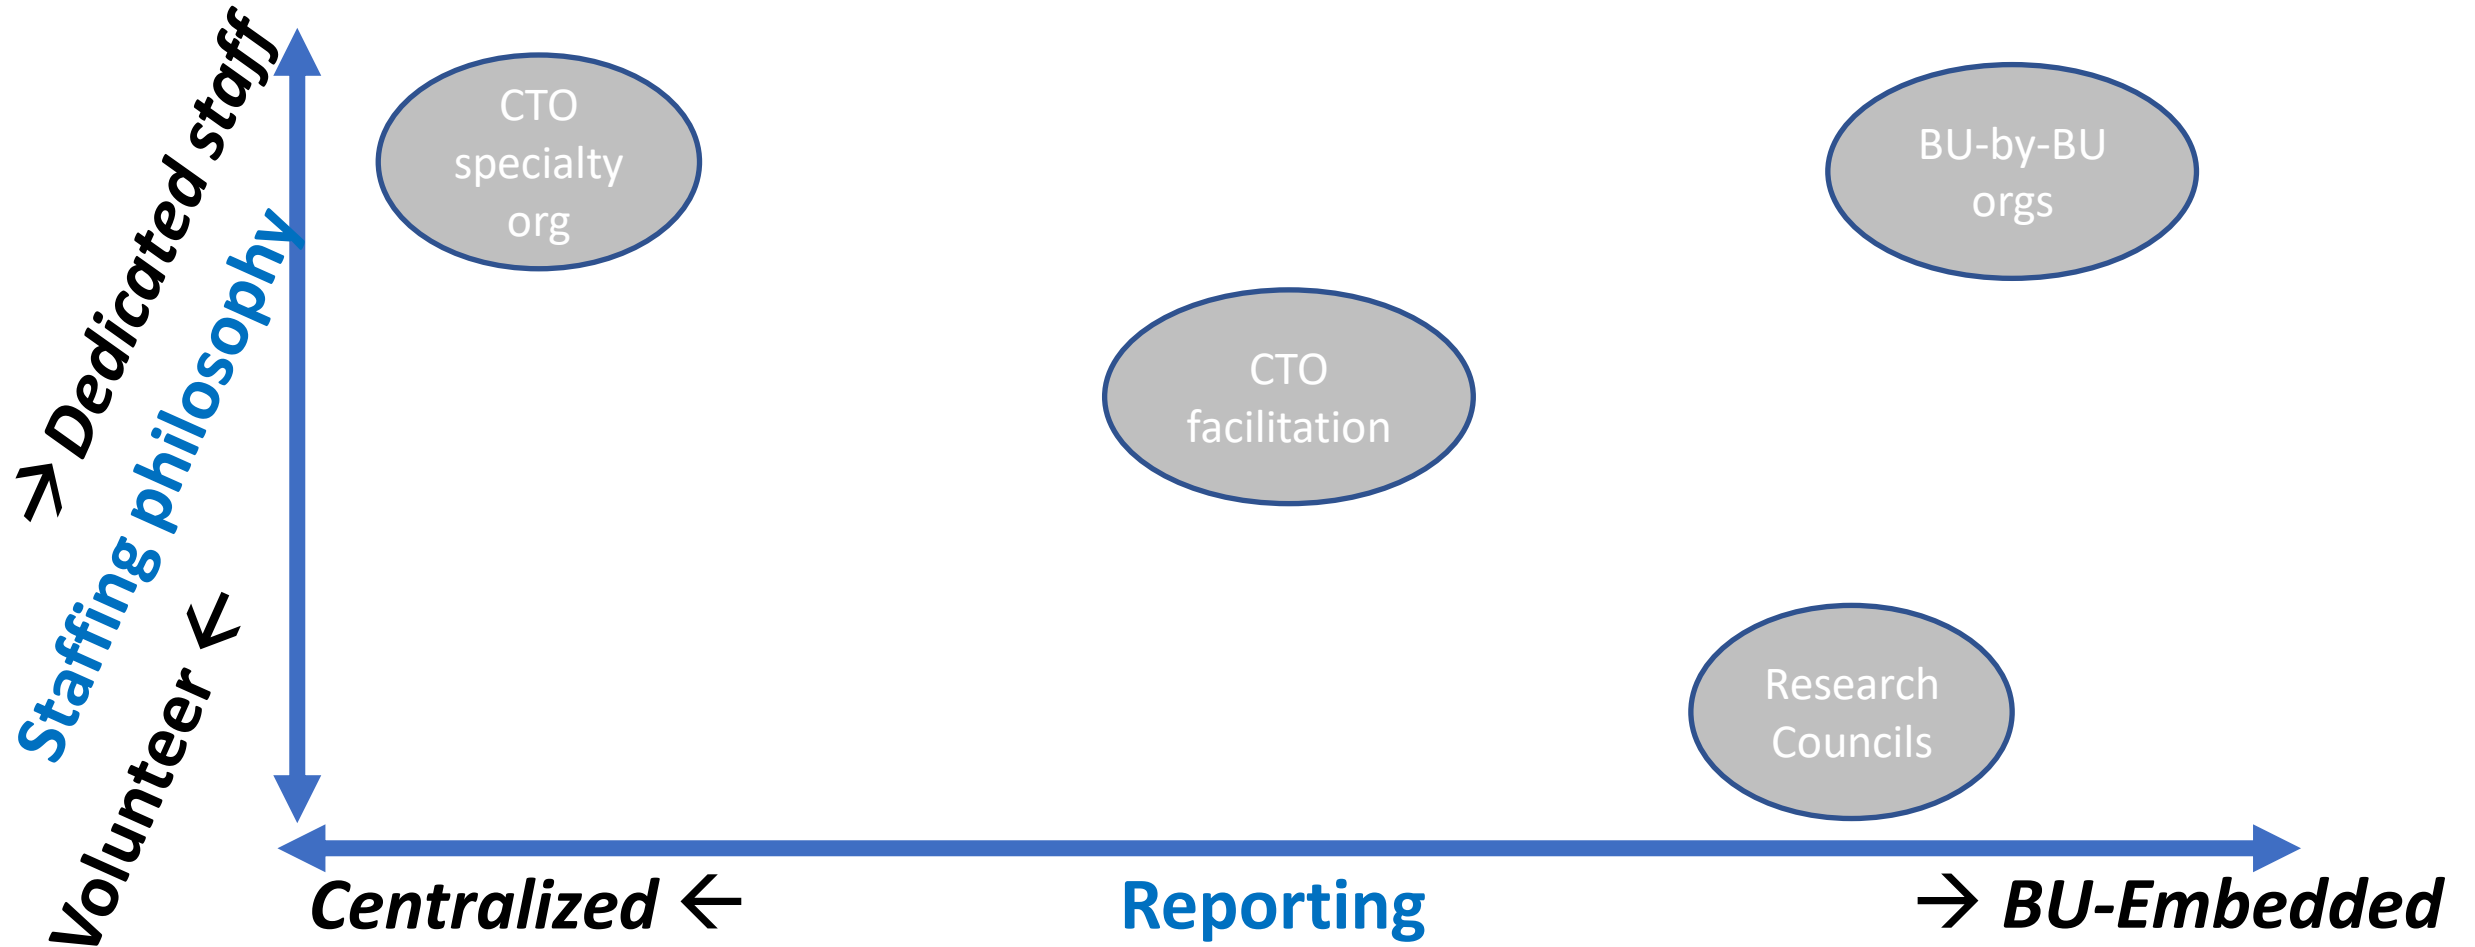 → Dedicated staff
Staffing philosophy
Volunteer ←
CTO
specialty
org
BU-by-BU
orgs
CTO
facilitation
Research
Councils
Centralized ←
Reporting
→ BU-Embedded